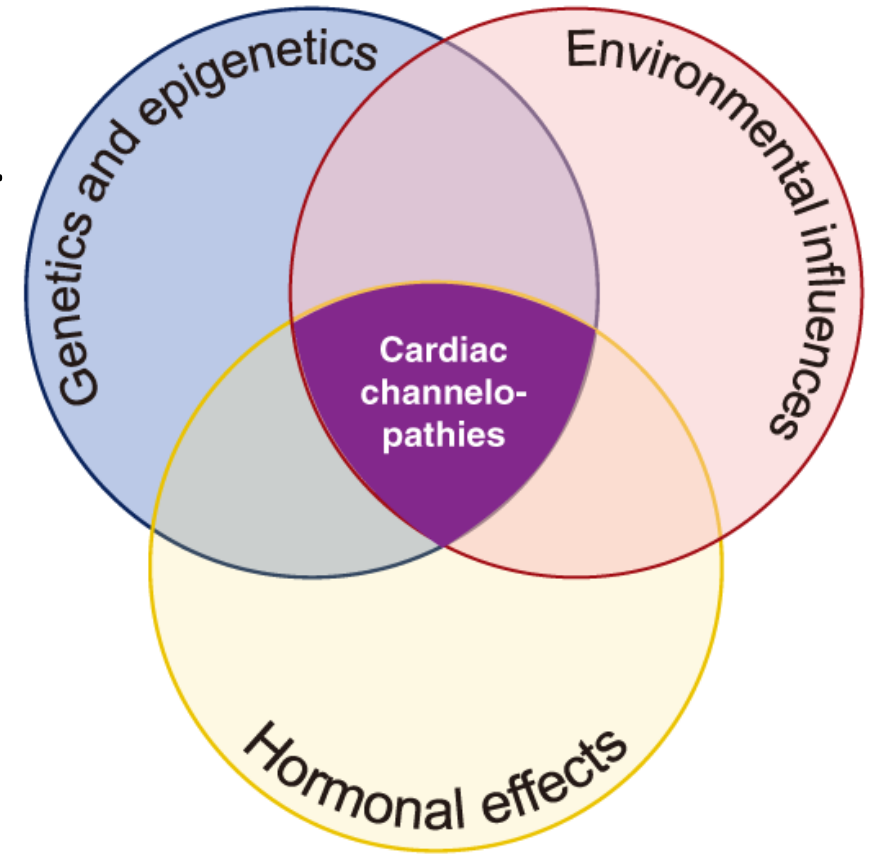 Genetics and epigenetics
Environmental influences
Cardiac
channelo-
pathies
Hormonal effects